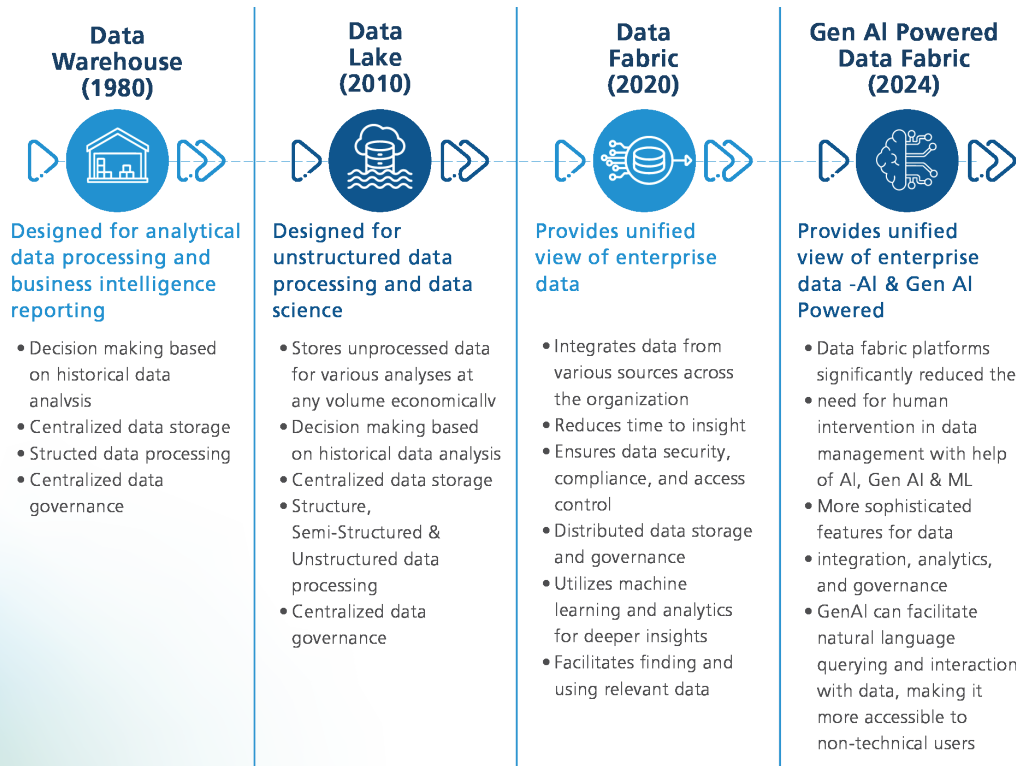 Data
Warehouse
(1980)
Designed for analytical
data processing and
business intelligence
reporting
• Decision making based
on historical data
analysis
• Centralized data storage
• Structed data processing
• Centralized data
governance
Data
Lake
(2010)
Designed for
unstructured data
processing and data
science
• Stores unprocessed data
for various analyses at
any volume economically
• Decision making based
on historical data analysis
• Centralized data storage
• Structure,
Semi-Structured &
Unstructured data
processing
• Centralized data
governance
Data
Fabric
(2020)
Provides unified
view of enterprise
data
• Integrates data from
various sources across
the organization
• Reduces time to insight
• Ensures data security,
compliance, and access
control
• Distributed data storage
and governance
• Utilizes machine
learning and analytics
for deeper insights
• Facilitates finding and
using relevant data
Gen AI Powered
Data Fabric
(2024)
Provides unified
view of enterprise
data -AI & Gen AI
Powered
• Data fabric platforms
significantly reduced the
• need for human
intervention in data
management with help
of AI, Gen AI & ML
• More sophisticated
features for data
• integration, analytics,
and governance
• GenAI can facilitate
natural language
querying and interaction
with data, making it
more accessible to
non-technical users